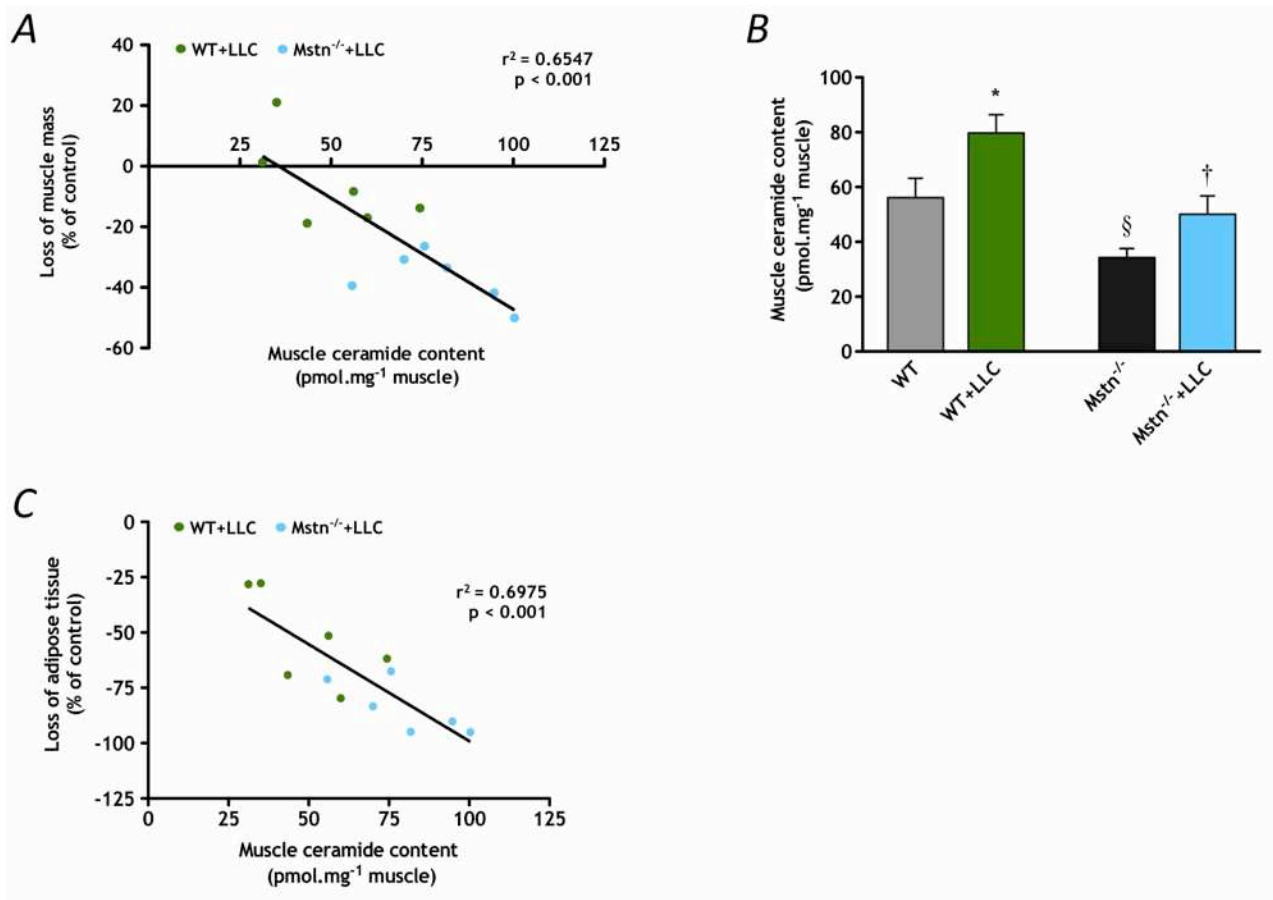 A
WT+LLC Mstn⁻/⁻+LLC
r² = 0.6547
p < 0.001
40
20
0
-20
-40
-60
25 50 75 100 125
Loss of muscle mass
(% of control)
Muscle ceramide content
(pmol.mg⁻¹ muscle)
B
100
80
60
40
20
0
Muscle ceramide content
(pmol.mg⁻¹ muscle)
*
§
†
WT
WT+LLC
Mstn⁻/⁻
Mstn⁻/⁻+LLC
C
WT+LLC Mstn⁻/⁻+LLC
r² = 0.6975
p < 0.001
0
-25
-50
-75
-100
-125
Loss of adipose tissue
(% of control)
0 25 50 75 100 125
Muscle ceramide content
(pmol.mg⁻¹ muscle)